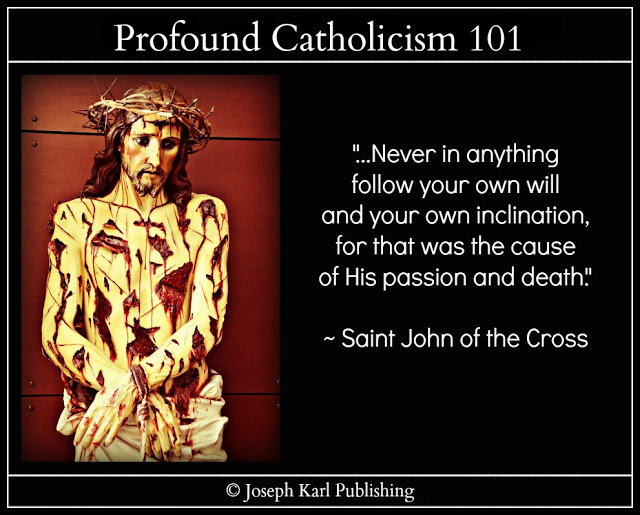 Profound Catholicism 101
"...Never in anything
follow your own will
and your own inclination,
for that was the cause
of His passion and death."
~ Saint John of the Cross
© Joseph Karl Publishing